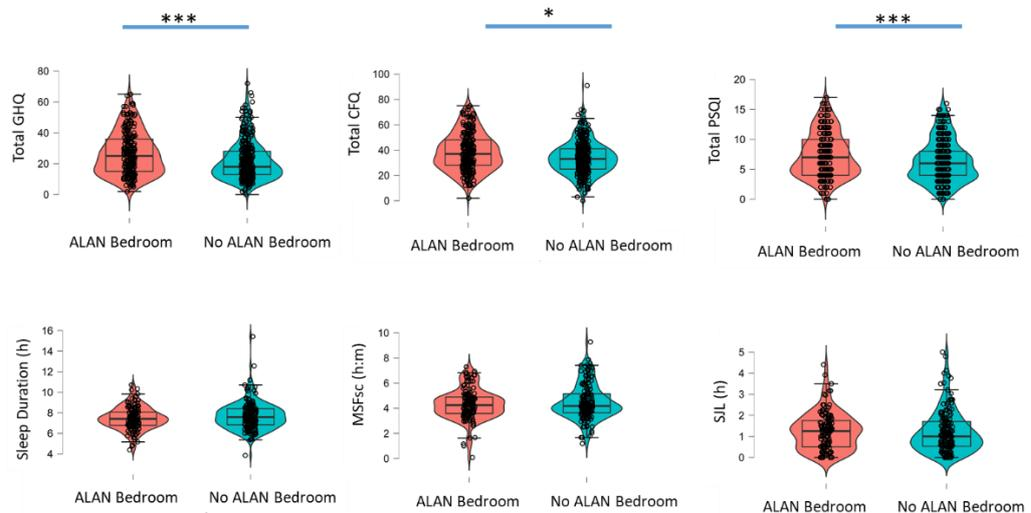 ***
*
***
Total GHQ
80
60
40
20
0
ALAN Bedroom
No ALAN Bedroom
Total CFQ
100
80
60
40
20
0
ALAN Bedroom
No ALAN Bedroom
Total PSQI
20
15
10
5
0
ALAN Bedroom
No ALAN Bedroom
Sleep Duration (h)
16
14
12
10
8
6
4
ALAN Bedroom
No ALAN Bedroom
MSFsc (h:m)
10
8
6
4
2
0
ALAN Bedroom
No ALAN Bedroom
SJL (h)
5
4
3
2
1
0
ALAN Bedroom
No ALAN Bedroom